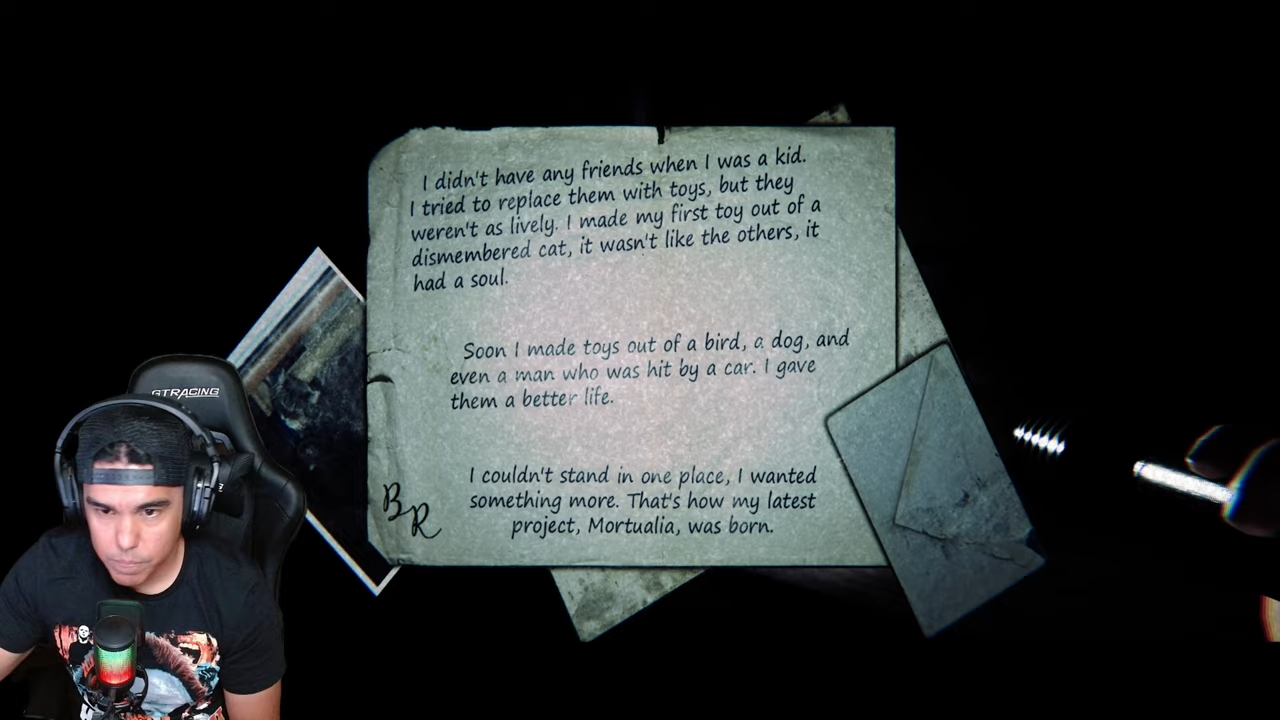 I didn't have any friends when I was a kid.
I tried to replace them with toys, but they
weren't as lively. I made my first toy out of a
dismembered cat, it wasn't like the others, it
had a soul.
Soon I made toys out of a bird, a dog, and
even a man who was hit by a car. I gave
them a better life.
I couldn't stand in one place, I wanted
something more. That's how my latest
project, Mortualia, was born.
BR
GTRACING